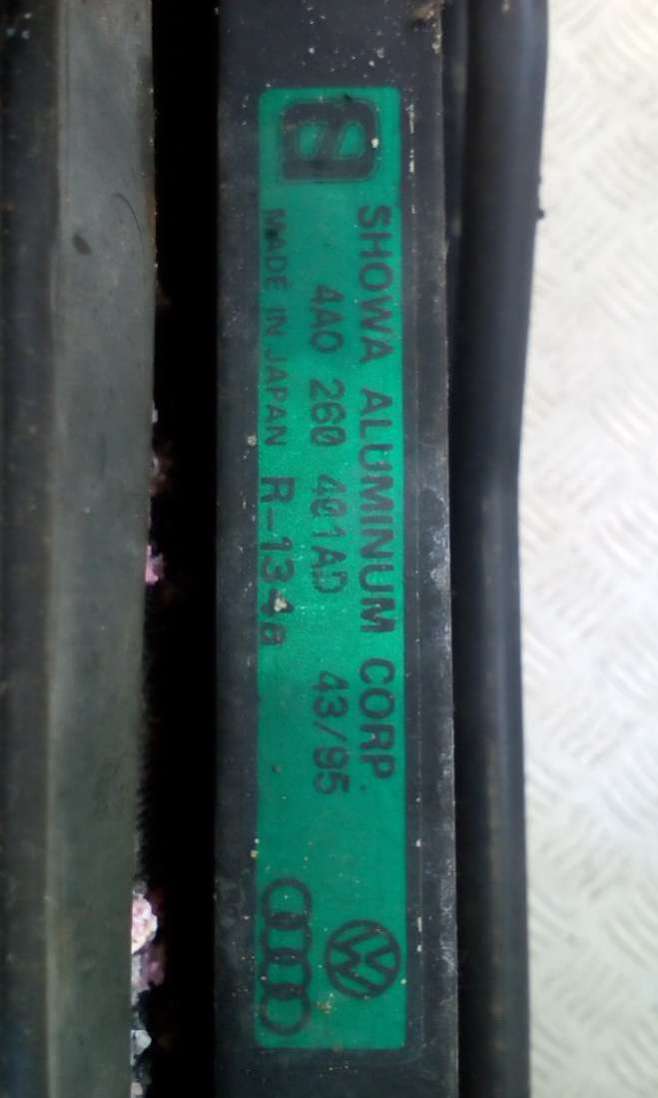 SHOWA ALUMINUM CORP
4A0 260 401AD 43/95
MADE IN JAPAN R-134a